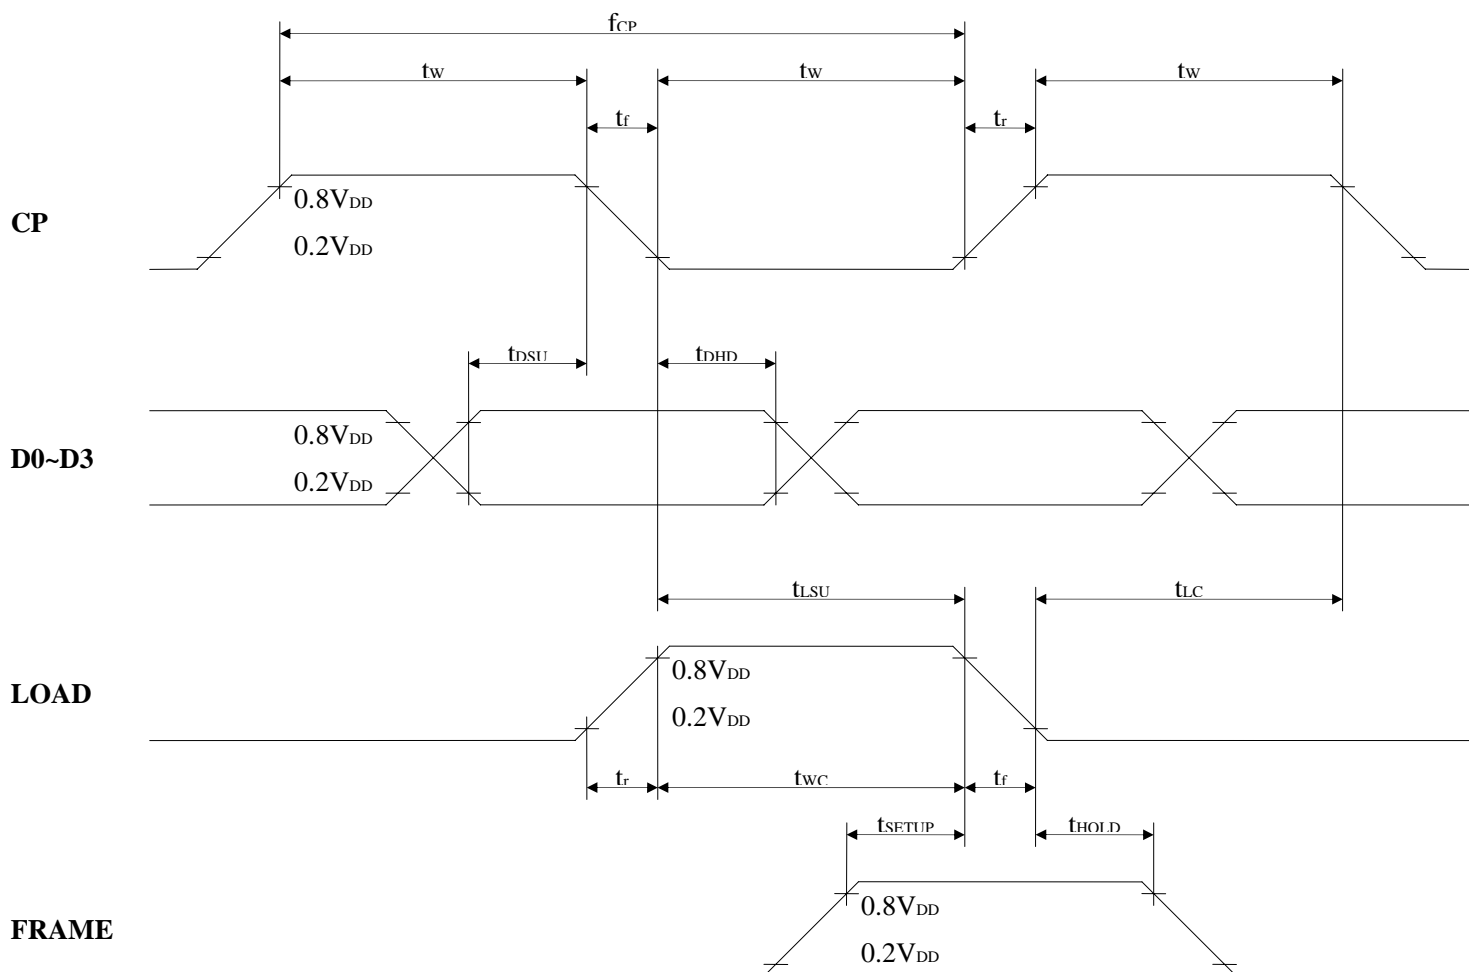 fCP
tW tW tW
tf tr
CP
0.8VDD
0.2VDD
tDSU tDHD
D0~D3
0.8VDD
0.2VDD
tLSU tLC
LOAD
0.8VDD
0.2VDD
tr tWC tf
tSETUP tHOLD
FRAME
0.8VDD
0.2VDD